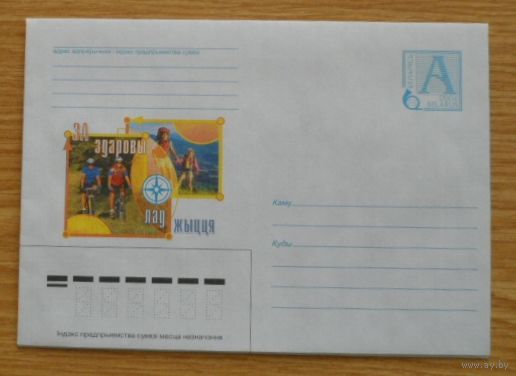 адрас адпраўшчыка і індэкс прадпрыемства сувязі
БЕЛАРУСЬ
А
ЗА
здаровы
лад
жыцця
Каму
Куды
Індэкс прадпрыемства сувязі месца назначэння
www.ay.by